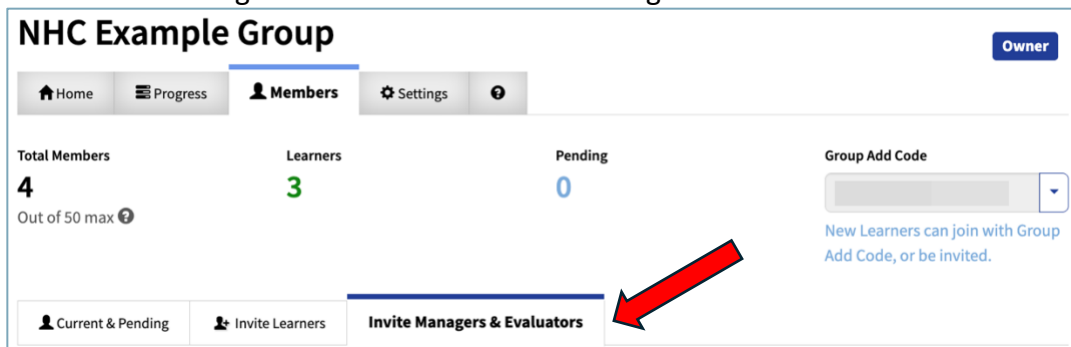 NHC Example Group
Owner
Home Progress Members Settings
Total Members Learners Pending Group Add Code
4 3 0
Out of 50 max
New Learners can join with Group
Add Code, or be invited.
Current & Pending Invite Learners Invite Managers & Evaluators